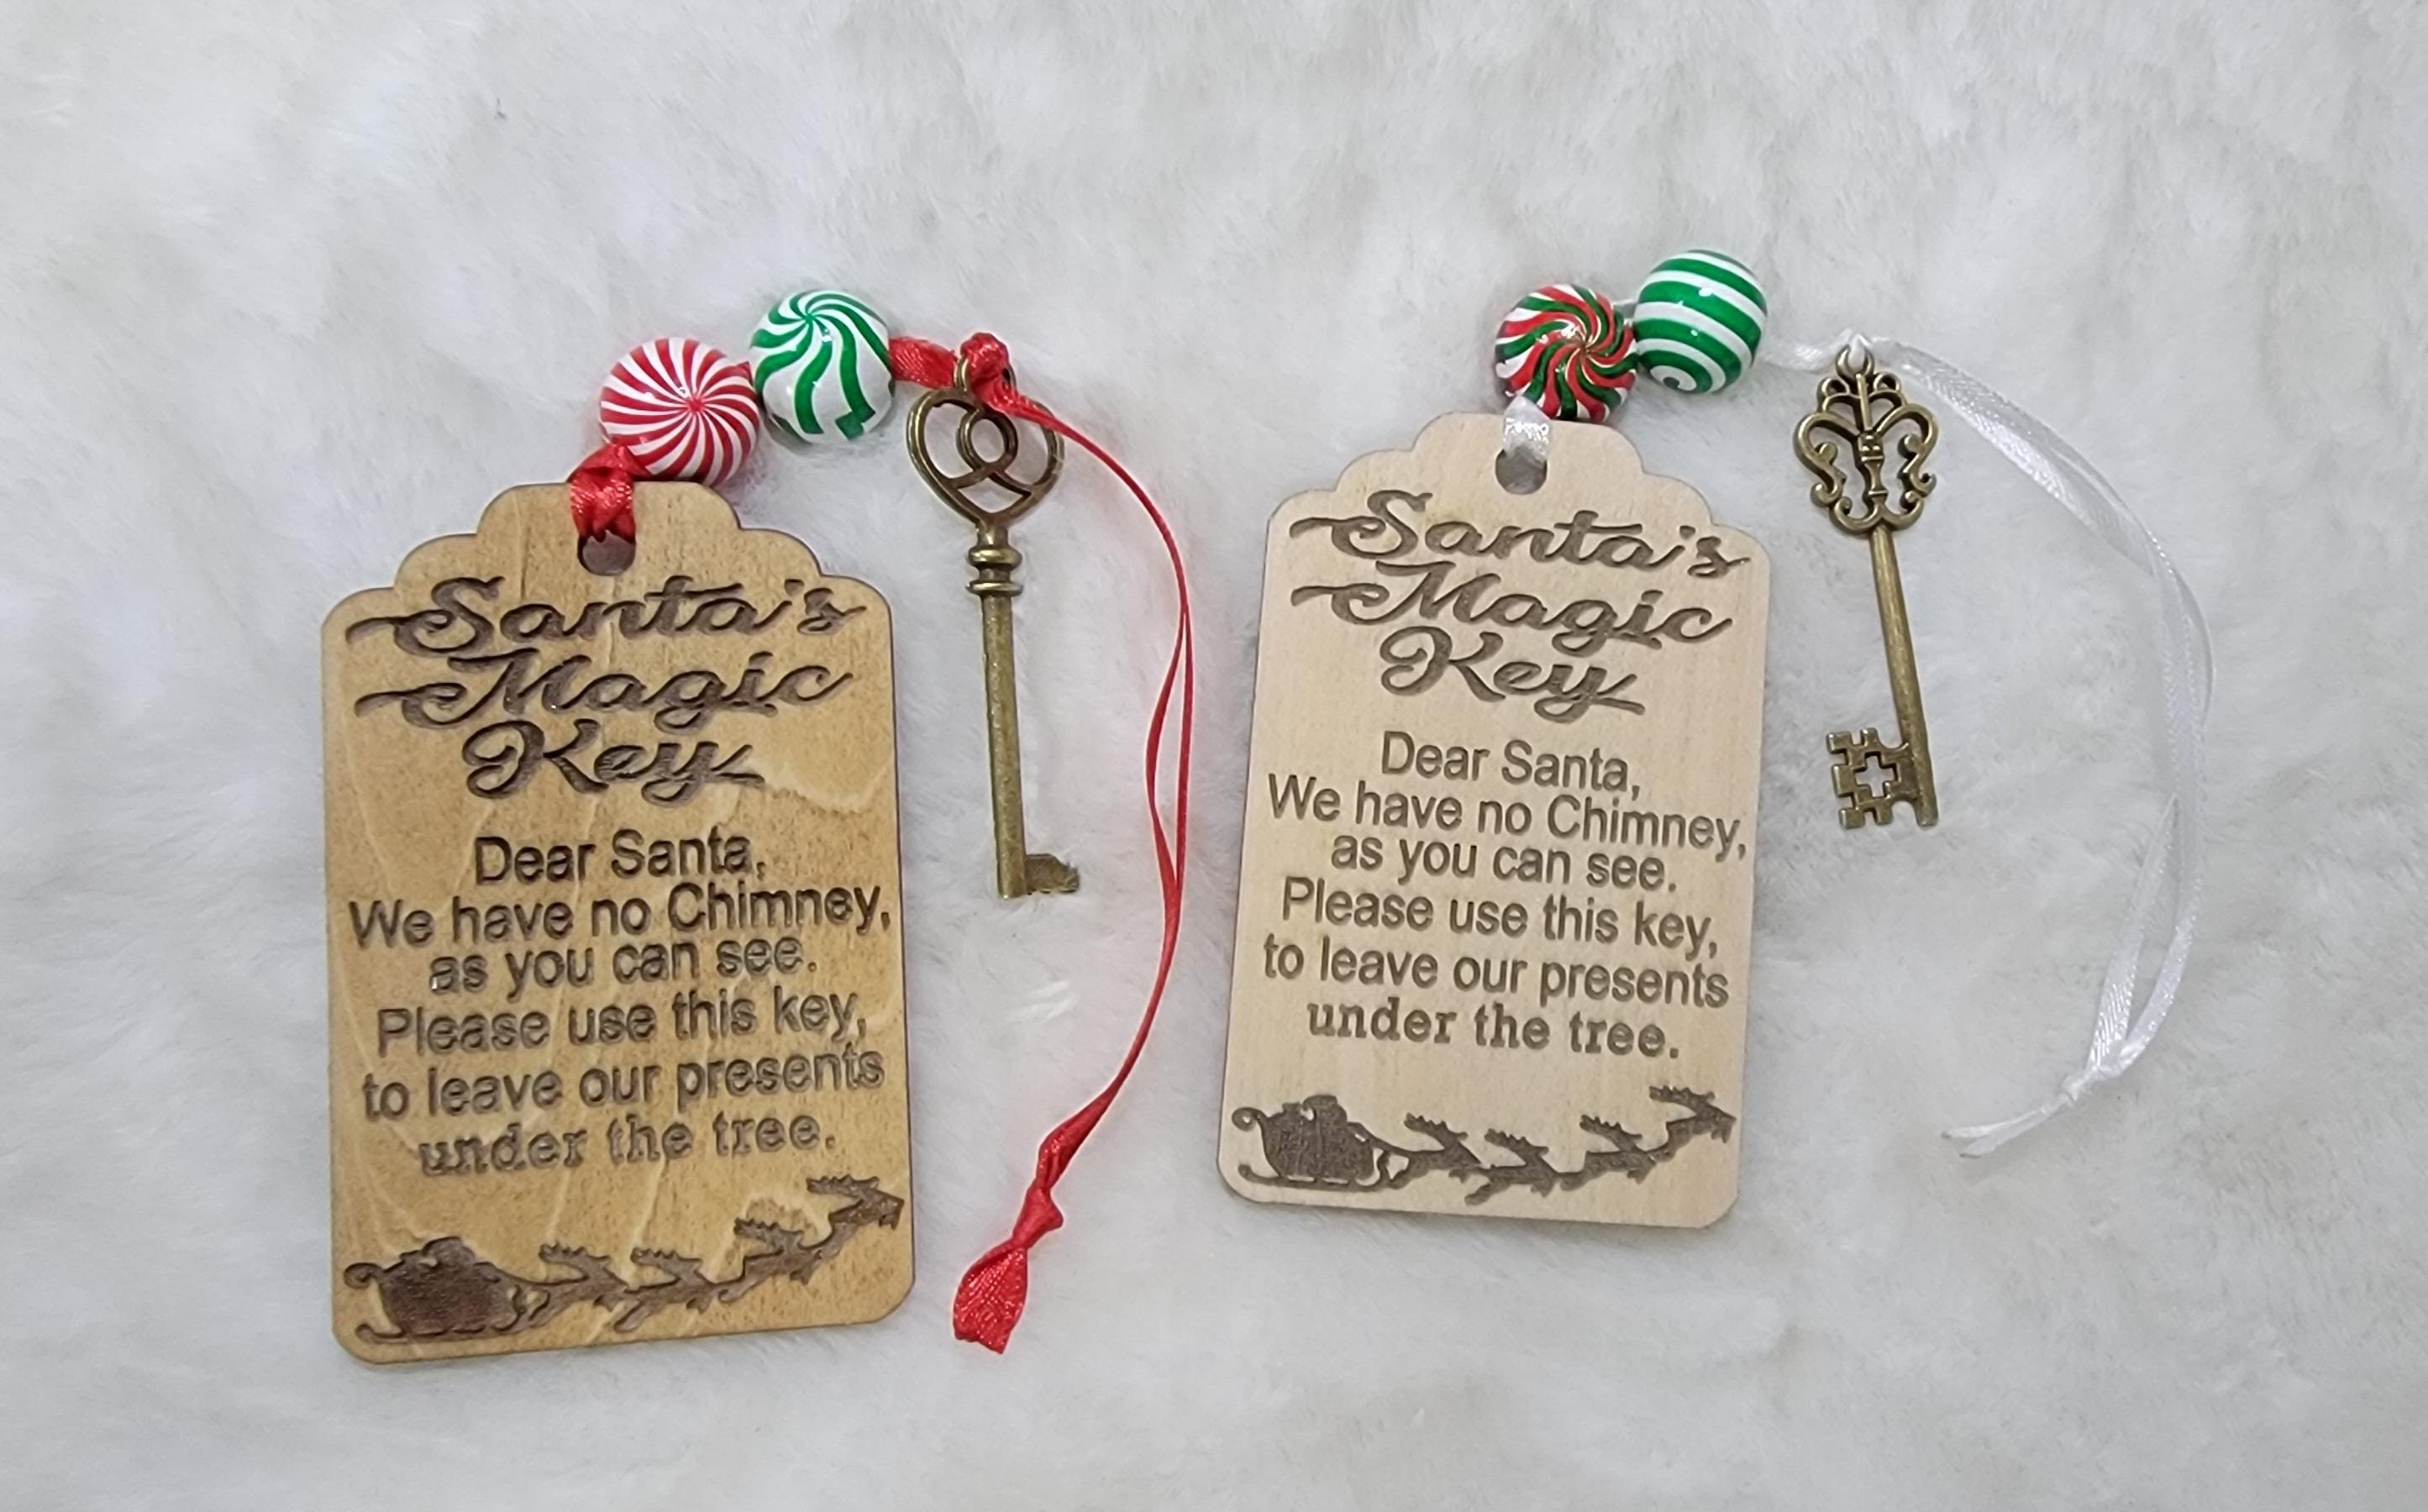 Santa's
Magic
Key
Dear Santa,
We have no Chimney,
as you can see.
Please use this key,
to leave our presents
under the tree.
Santa's
Magic
Key
Dear Santa,
We have no Chimney,
as you can see.
Please use this key,
to leave our presents
under the tree.